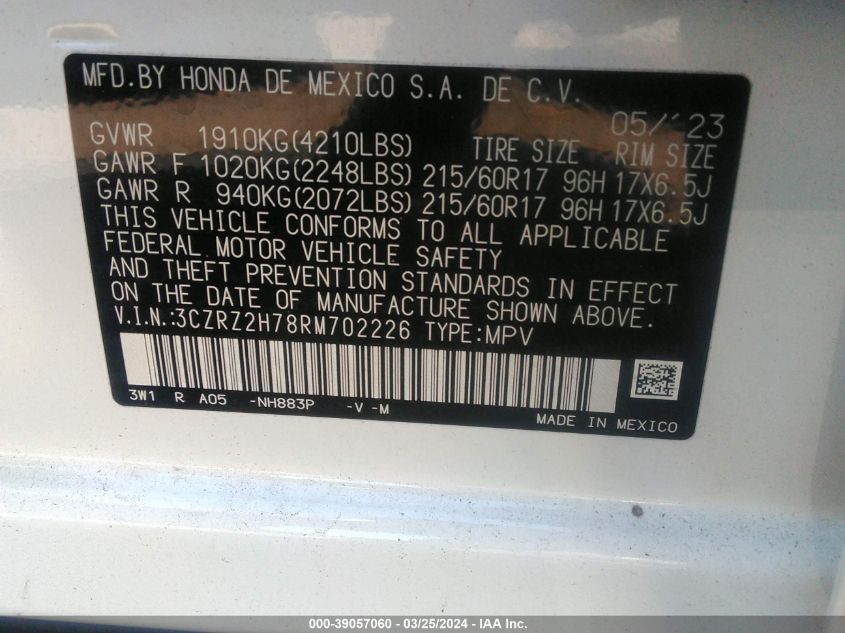 MFD.BY HONDA DE MEXICO S.A. DE C.V.
05/'23
GVWR 1910KG(4210LBS) TIRE SIZE RIM SIZE
GAWR F 1020KG(2248LBS) 215/60R17 96H 17X6.5J
GAWR R 940KG(2072LBS) 215/60R17 96H 17X6.5J
THIS VEHICLE CONFORMS TO ALL APPLICABLE
FEDERAL MOTOR VEHICLE SAFETY
AND THEFT PREVENTION STANDARDS IN EFFECT
ON THE DATE OF MANUFACTURE SHOWN ABOVE.
V.I.N.:3CZRZ2H78RM702226 TYPE:MPV
3W1 R A05 -NH883P -V -M
MADE IN MEXICO
000-39057060 - 03/25/2024 - IAA Inc.